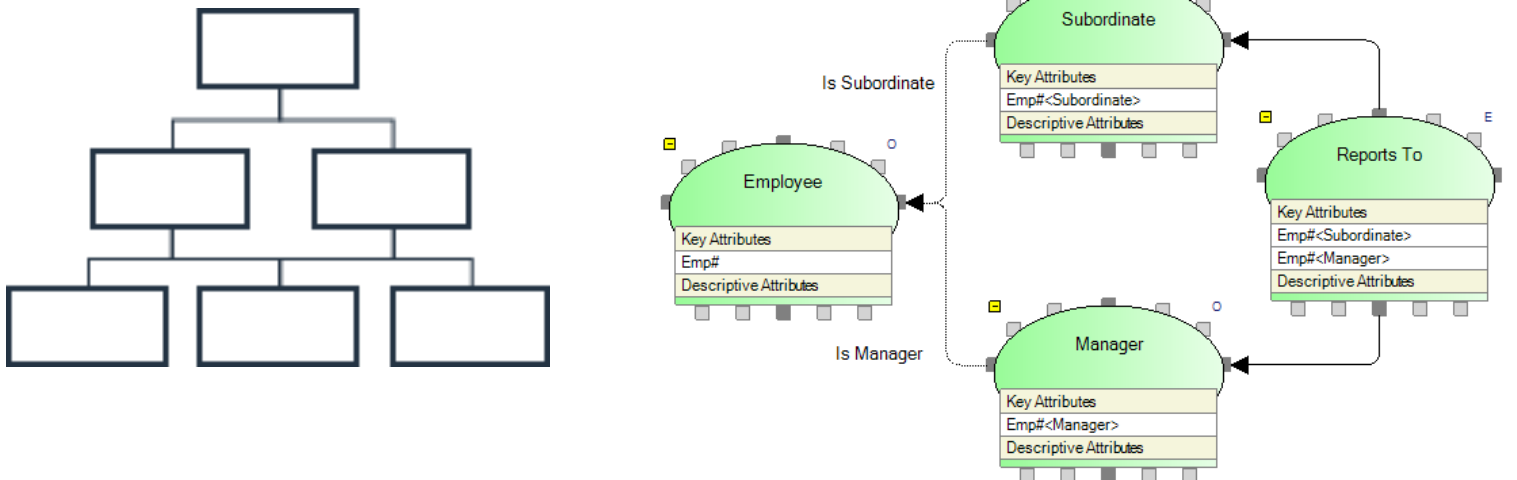 Subordinate
Key Attributes
Emp#<Subordinate>
Descriptive Attributes
Is Subordinate
O
Employee
Key Attributes
Emp#
Descriptive Attributes
E
Reports To
Key Attributes
Emp#<Subordinate>
Emp#<Manager>
Descriptive Attributes
Is Manager
O
Manager
Key Attributes
Emp#<Manager>
Descriptive Attributes